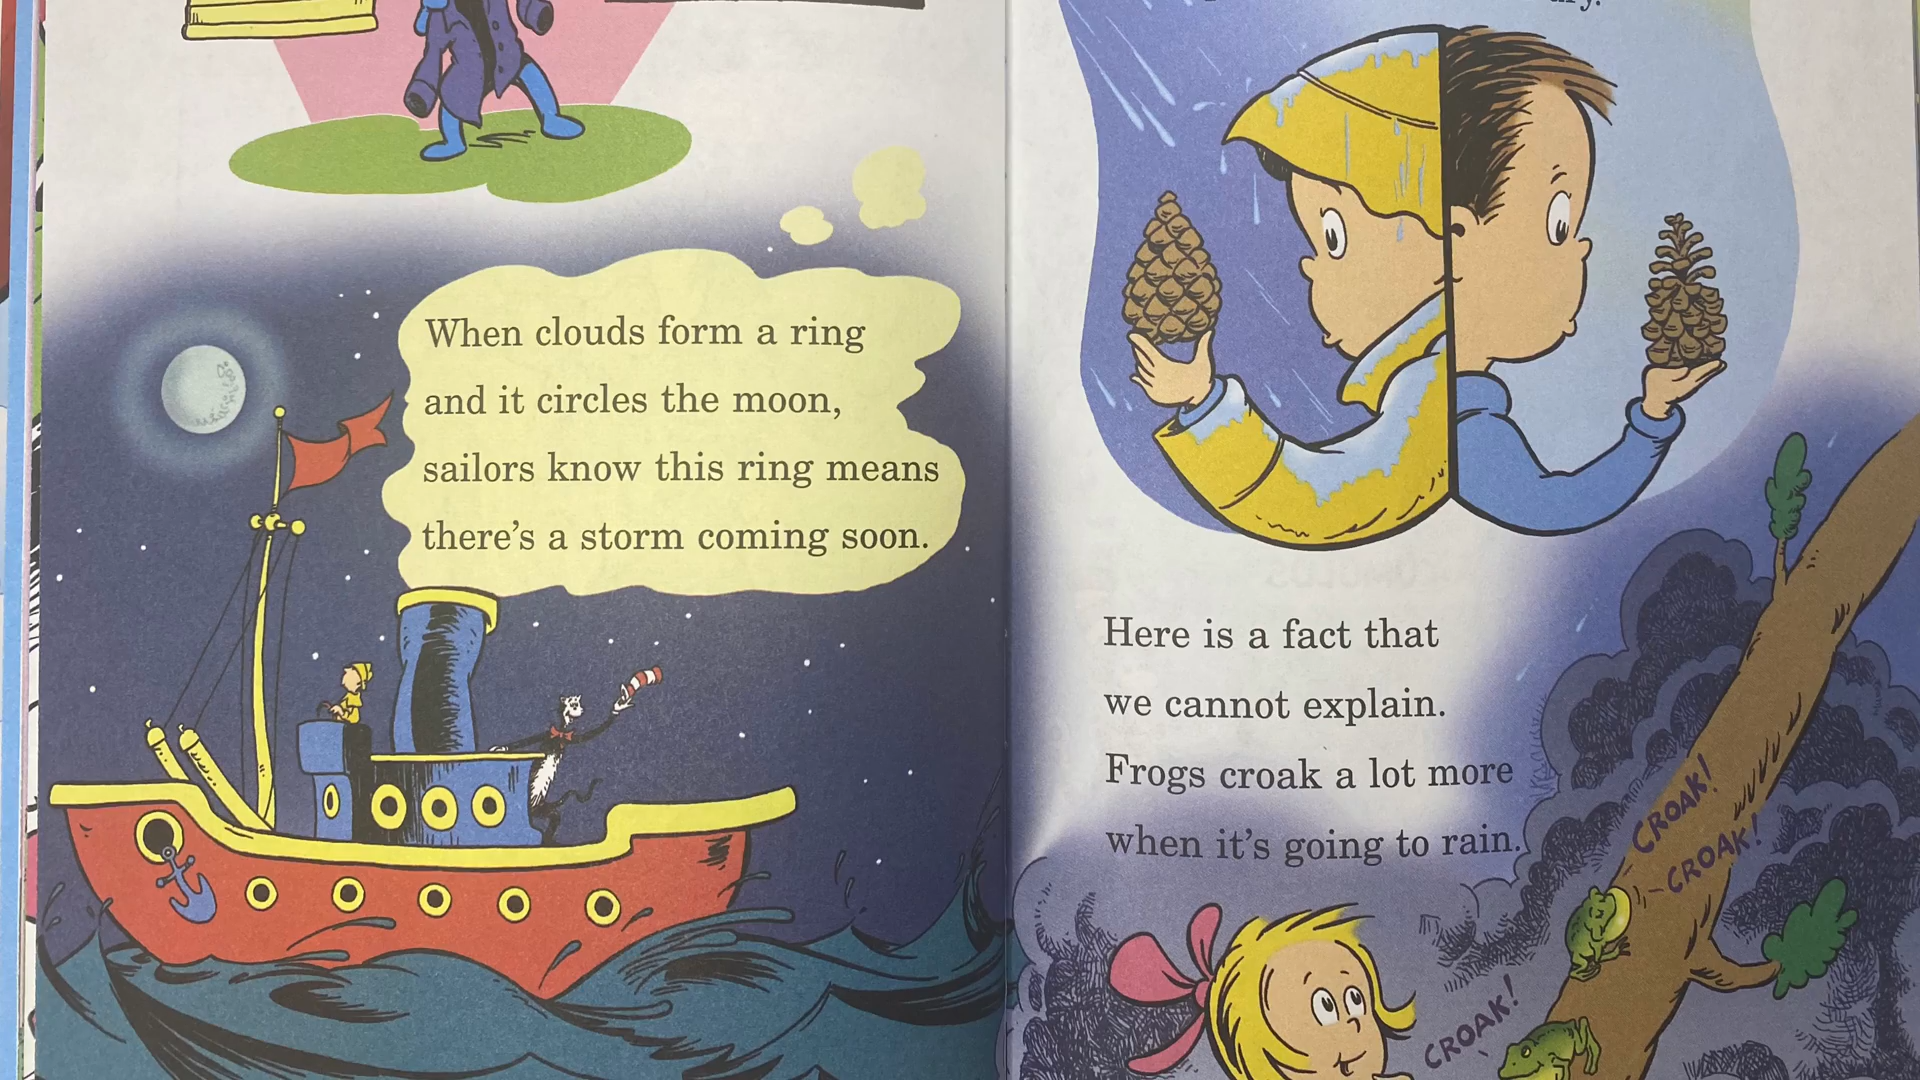 When clouds form a ring
and it circles the moon,
sailors know this ring means
there's a storm coming soon.
Here is a fact that
we cannot explain.
Frogs croak a lot more
when it's going to rain.
CROAK!
CROAK!
CROAK!